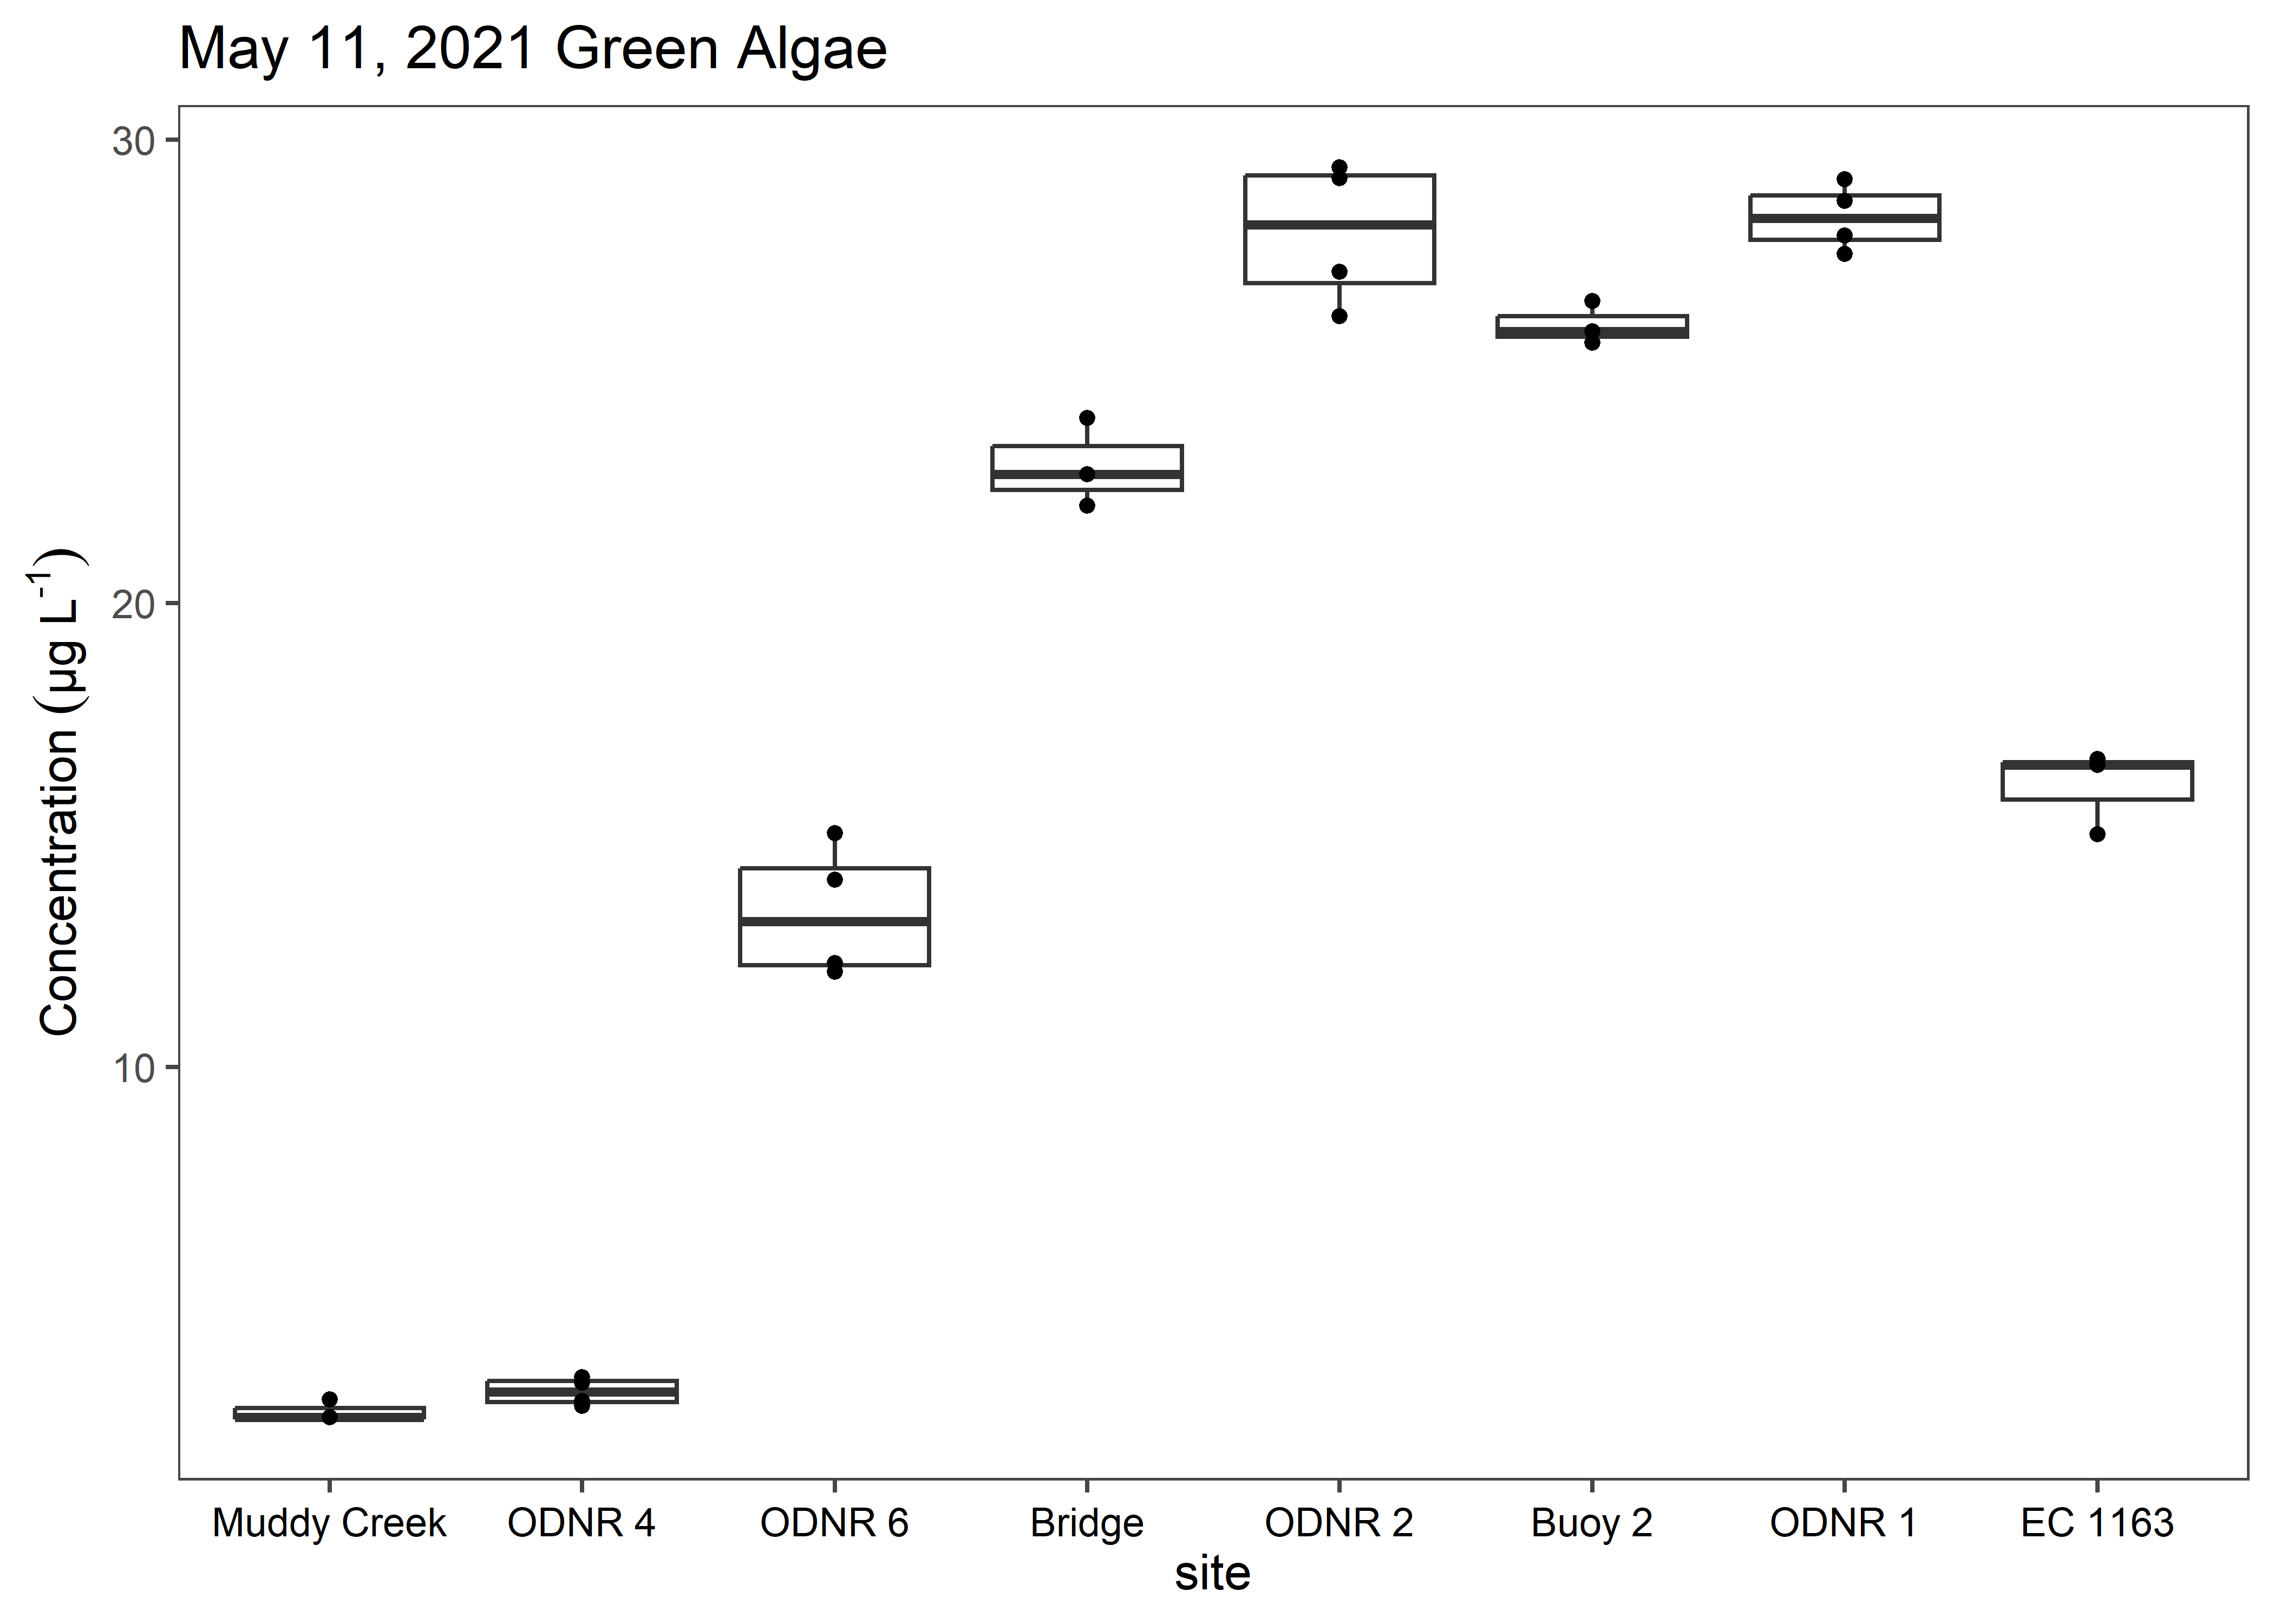 May 11, 2021 Green Algae
Concentration (µg L⁻¹)
30
20
10
Muddy Creek ODNR 4 ODNR 6 Bridge ODNR 2 Buoy 2 ODNR 1 EC 1163
site